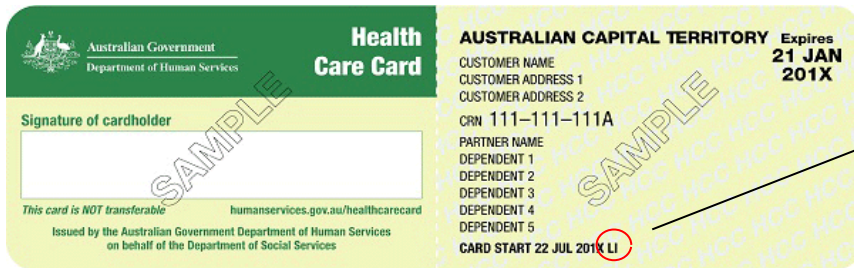 Australian Government
Department of Human Services
Health
Care Card
Signature of cardholder
SAMPLE
This card is NOT transferable
humanservices.gov.au/healthcarecard
Issued by the Australian Government Department of Human Services
on behalf of the Department of Social Services
AUSTRALIAN CAPITAL TERRITORY
Expires
21 JAN
201X
CUSTOMER NAME
CUSTOMER ADDRESS 1
CUSTOMER ADDRESS 2
CRN 111–111–111A
PARTNER NAME
DEPENDENT 1
DEPENDENT 2
DEPENDENT 3
DEPENDENT 4
DEPENDENT 5
SAMPLE
CARD START 22 JUL 201X LI
HCC HCC HCC HCC